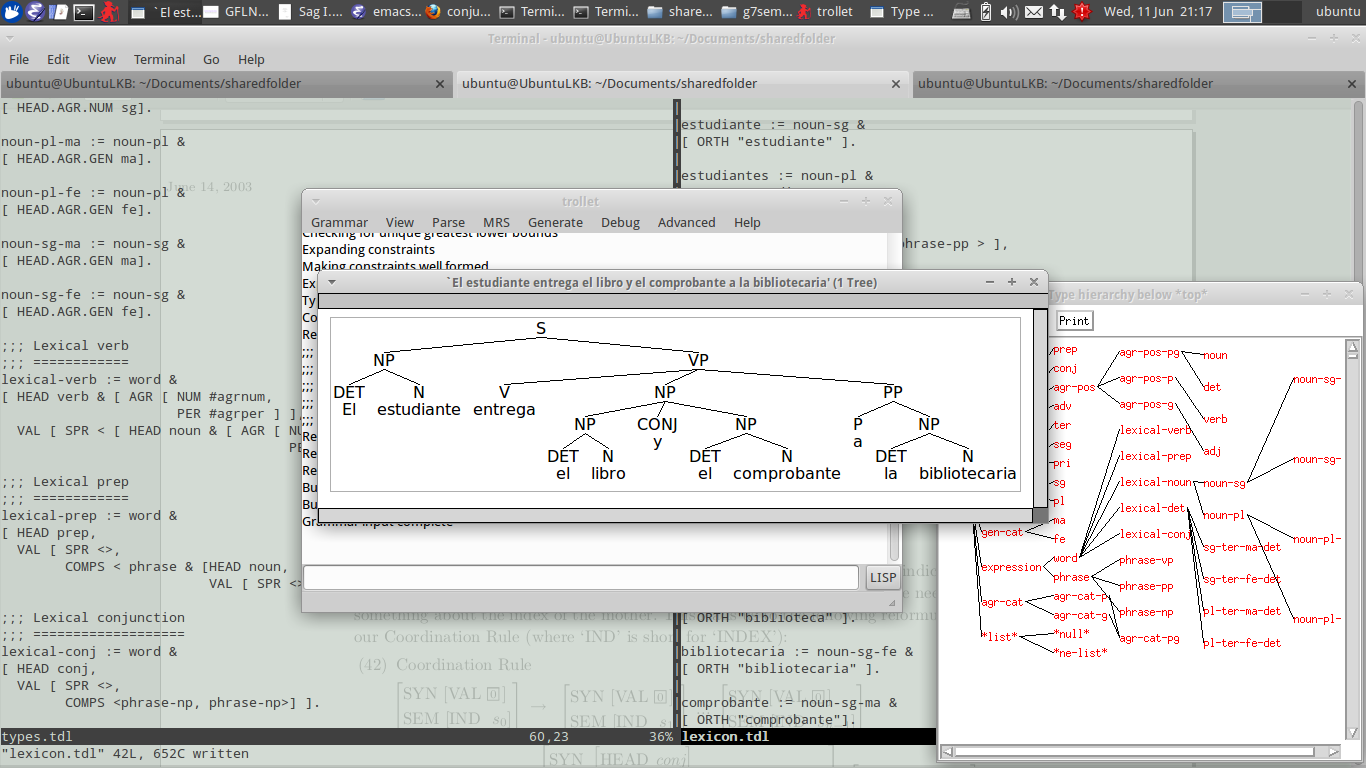 El est...
GFLN...
Sag I....
emacs...
conju...
Termi...
Termi...
share...
g7sem...
trollet
Type ...
Wed, 11 Jun 21:17
ubuntu
Terminal - ubuntu@UbuntuLKB: ~/Documents/sharedfolder
File Edit View Terminal Go Help
ubuntu@UbuntuLKB: ~/Documents/sharedfolder
ubuntu@UbuntuLKB: ~/Documents/sharedfolder
ubuntu@UbuntuLKB: ~/Documents/sharedfolder
[ HEAD.AGR.NUM sg].
noun-pl-ma := noun-pl &
[ HEAD.AGR.GEN ma].
June 14, 2003
noun-pl-fe := noun-pl &
[ HEAD.AGR.GEN fe].
noun-sg-ma := noun-sg &
[ HEAD.AGR.GEN ma].
noun-sg-fe := noun-sg &
[ HEAD.AGR.GEN fe].
;;; Lexical verb
;;; ============
lexical-verb := word &
[ HEAD verb & [ AGR [ NUM #agrnum,
PER #agrper ] ]
VAL [ SPR < [ HEAD noun & [ AGR [ NU
PE
;;; Lexical prep
;;; ============
lexical-prep := word &
[ HEAD prep,
VAL [ SPR <>,
COMPS < phrase & [HEAD noun,
VAL [ SPR <>
;;; Lexical conjunction
;;; ===================
lexical-conj := word &
[ HEAD conj,
VAL [ SPR <>,
COMPS <phrase-np, phrase-np>] ].
types.tdl 60,23 36%
"lexicon.tdl" 42L, 652C written
estudiante := noun-sg &
[ ORTH "estudiante" ].
estudiantes := noun-pl &
phrase-pp > ],
[ ORTH "biblioteca" ].
bibliotecaria := noun-sg-fe &
[ ORTH "bibliotecaria" ].
comprobante := noun-sg-ma &
[ ORTH "comprobante"].
lexicon.tdl
our Coordination Rule (where ‘IND’ is short for ‘INDEX’):
(42) Coordination Rule
trollet
Grammar View Parse MRS Generate Debug Advanced Help
Checking for unique greatest lower bounds
Expanding constraints
Making constraints well formed
Grammar input complete
LISP
`El estudiante entrega el libro y el comprobante a la bibliotecaria' (1 Tree)
S
NP VP
DET N V NP PP
El estudiante entrega
NP CONJ NP P NP
y a
DET N DET N DET N
el libro el comprobante la bibliotecaria
Type hierarchy below *top*
Print
prep
conj
agr-pos
adv
ter
seg
pri
sg
pl
ma
fe
gen-cat
expression
word
phrase
agr-cat
agr-cat-p
agr-cat-g
*list*
*null*
*ne-list*
agr-pos-pg
agr-pos-p
agr-pos-g
lexical-verb
lexical-prep
lexical-noun
lexical-det
lexical-conj
phrase-vp
phrase-pp
phrase-np
agr-cat-pg
noun
det
verb
adj
noun-sg
noun-pl
sg-ter-ma-det
sg-ter-fe-det
pl-ter-ma-det
pl-ter-fe-det
noun-sg-
noun-sg-
noun-pl-
noun-pl-